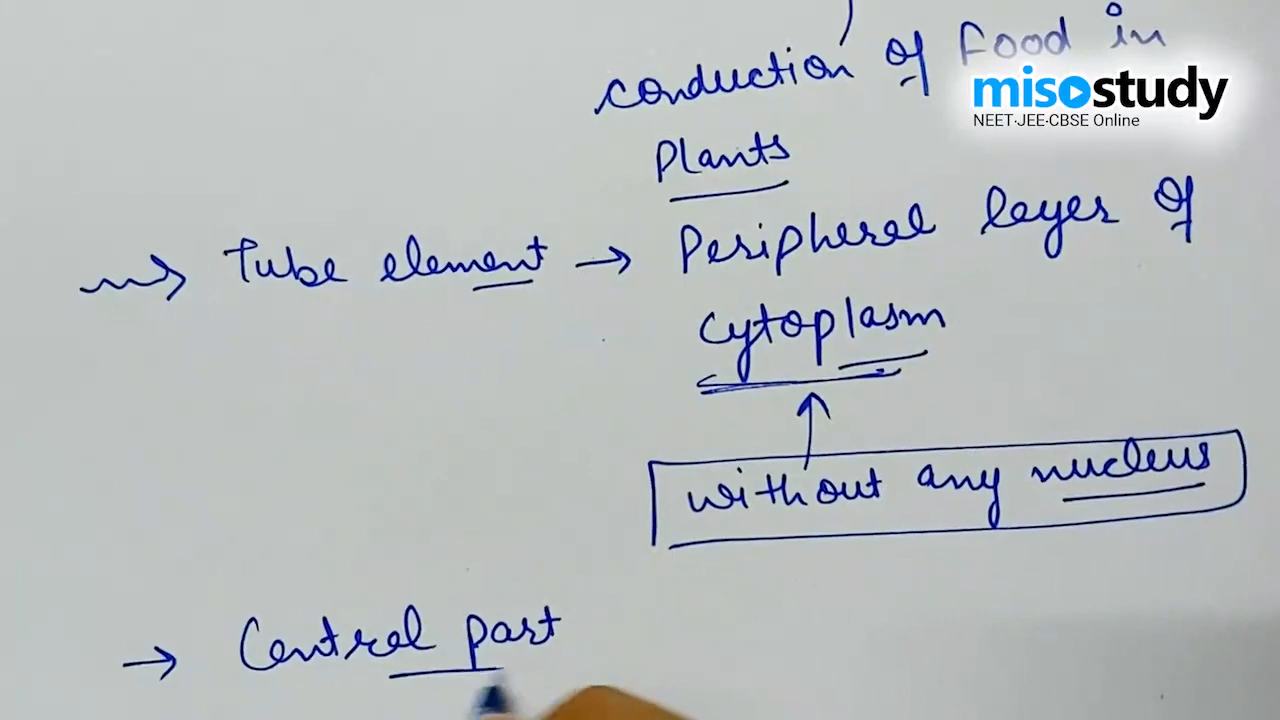 conduction of Food in
Plants
misostudy
NEET·JEE·CBSE Online
Tube element → Peripheral layer of
cytoplasm
without any nucleus
→ Central part